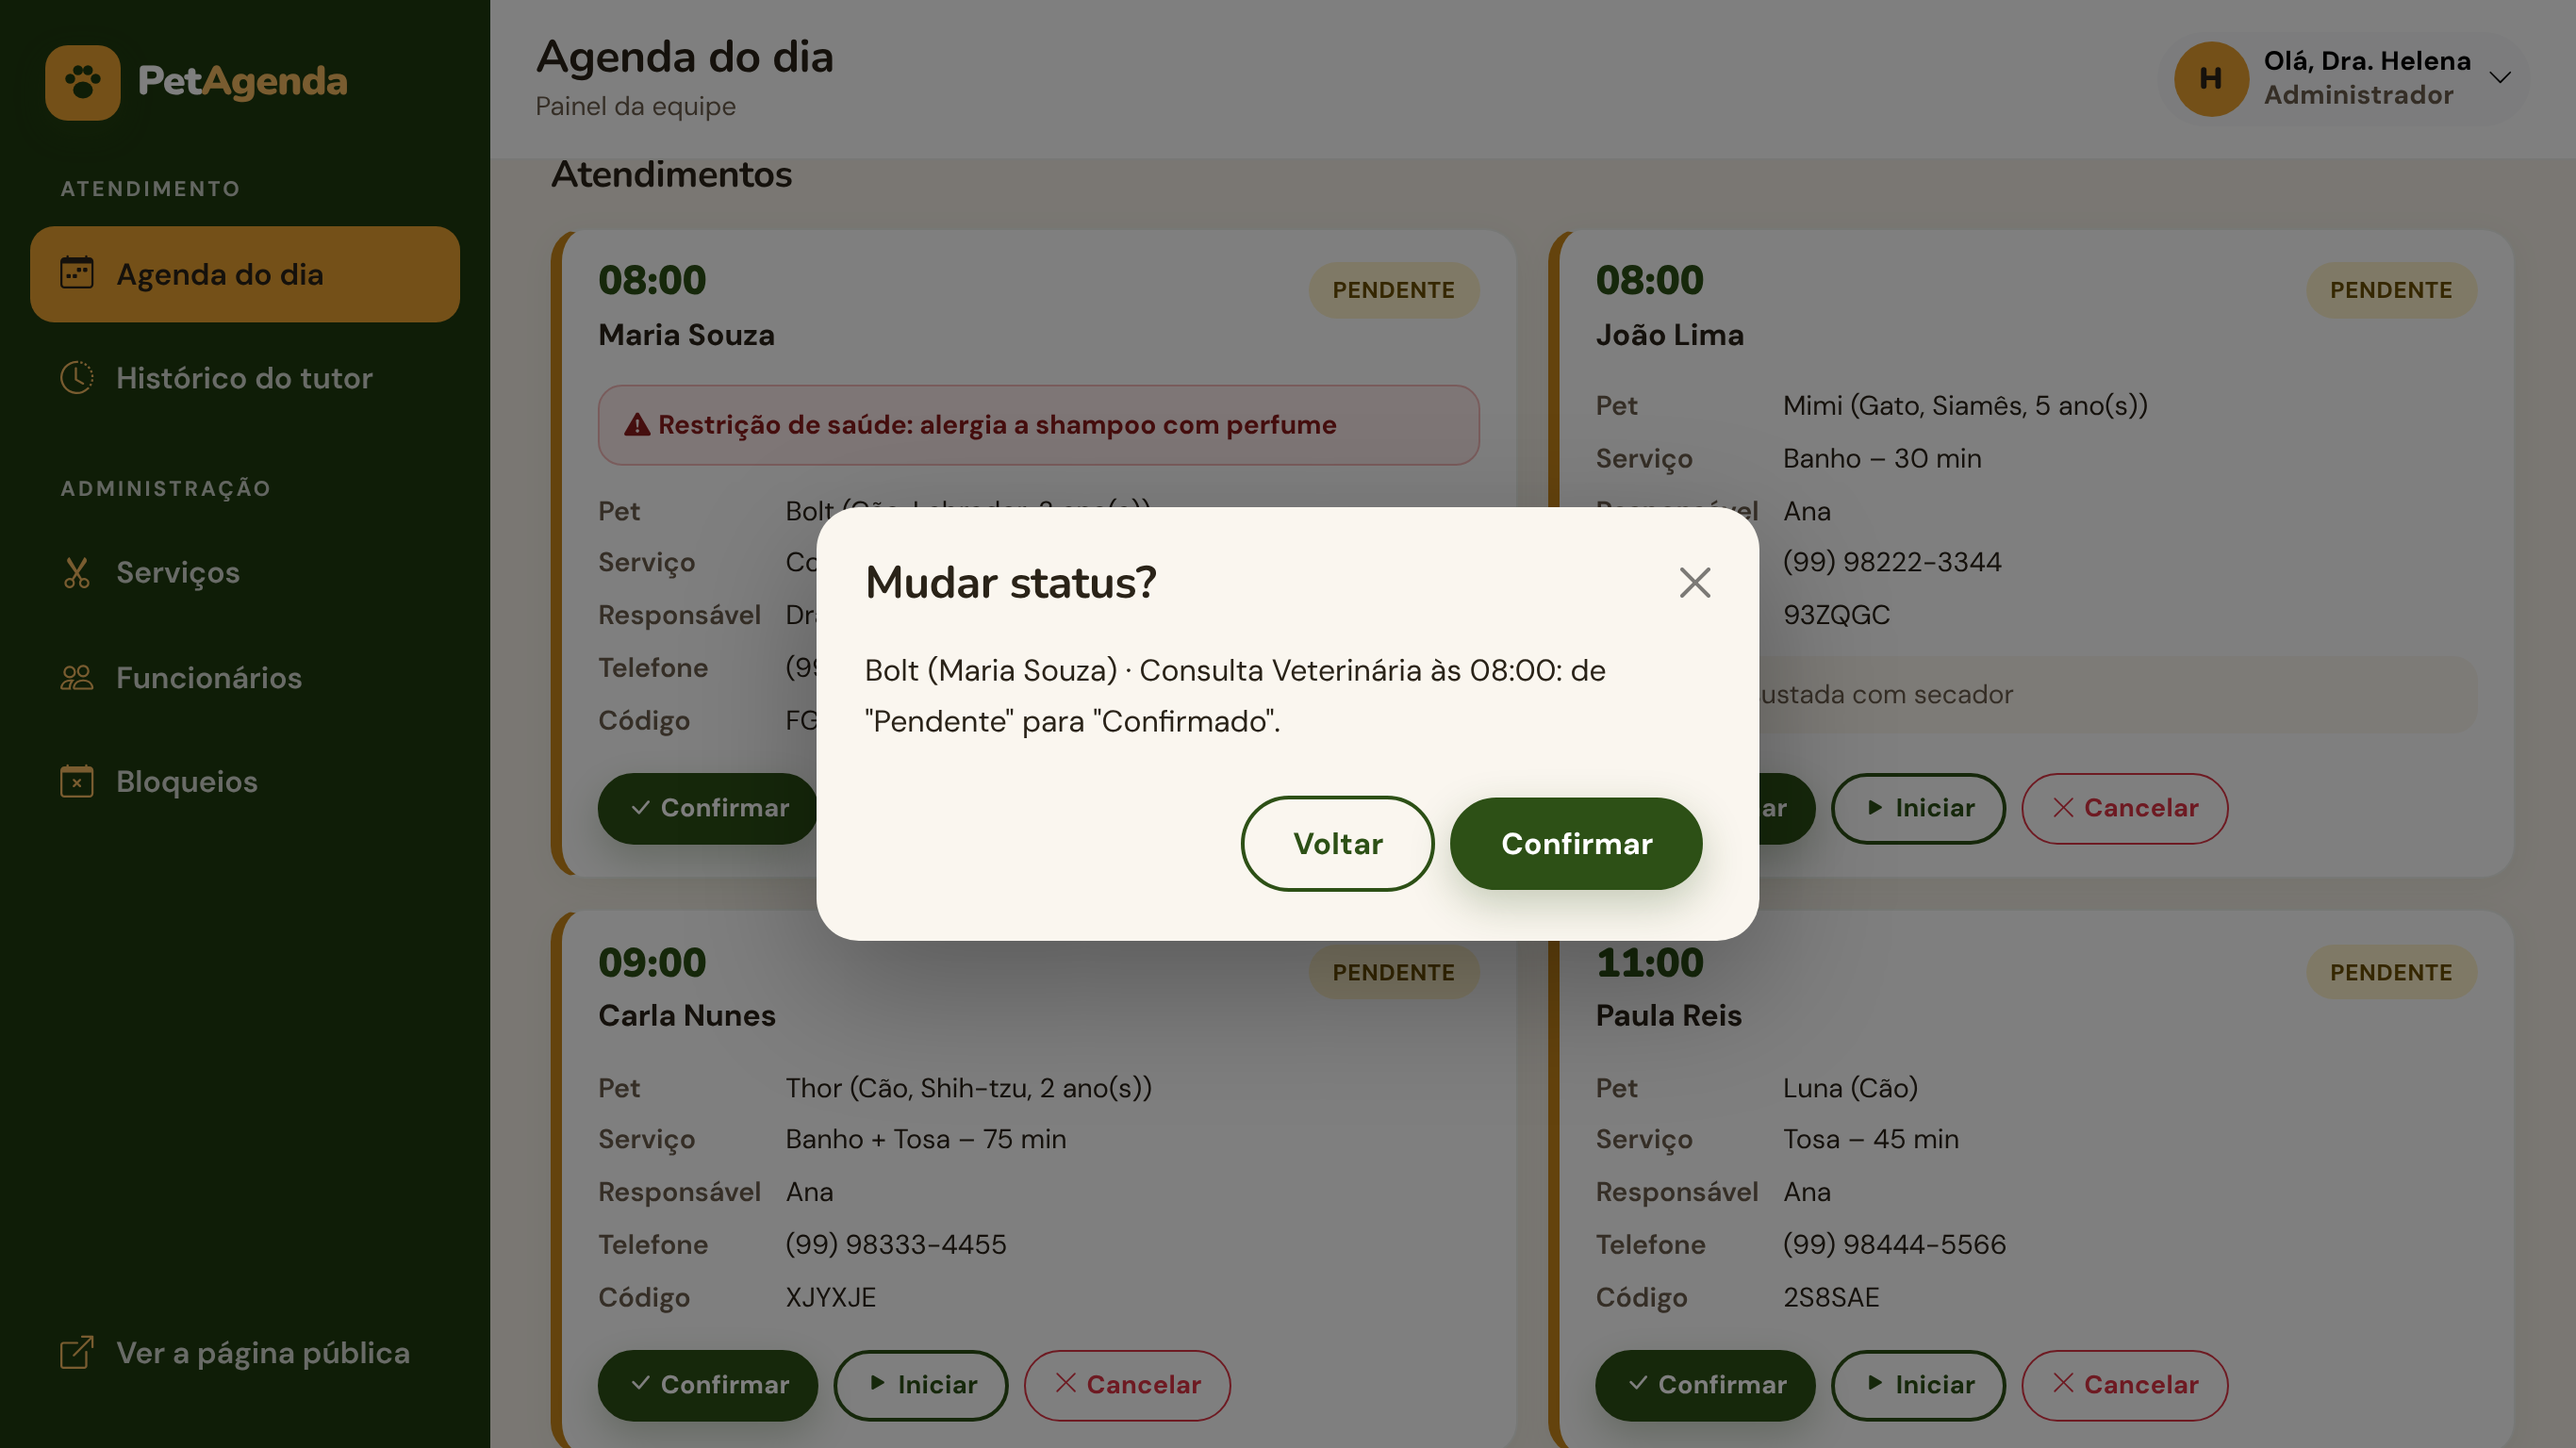 PetAgenda
ATENDIMENTO
Agenda do dia
Histórico do tutor
ADMINISTRAÇÃO
Serviços
Funcionários
Bloqueios
Ver a página pública
Agenda do dia
Painel da equipe
H
Olá, Dra. Helena
Administrador
Atendimentos
08:00
PENDENTE
Maria Souza
Restrição de saúde: alergia a shampoo com perfume
Pet Bolt
Serviço
Responsável
Telefone
Código
Confirmar
08:00
PENDENTE
João Lima
Pet Mimi (Gato, Siamês, 5 ano(s))
Serviço Banho – 30 min
Ana
(99) 98222-3344
93ZQGC
com secador
Iniciar
Cancelar
Mudar status?
Bolt (Maria Souza) · Consulta Veterinária às 08:00: de
"Pendente" para "Confirmado".
Voltar
Confirmar
09:00
PENDENTE
Carla Nunes
Pet Thor (Cão, Shih-tzu, 2 ano(s))
Serviço Banho + Tosa – 75 min
Responsável Ana
Telefone (99) 98333-4455
Código XJYXJE
Confirmar
Iniciar
Cancelar
11:00
PENDENTE
Paula Reis
Pet Luna (Cão)
Serviço Tosa – 45 min
Responsável Ana
Telefone (99) 98444-5566
Código 2S8SAE
Confirmar
Iniciar
Cancelar